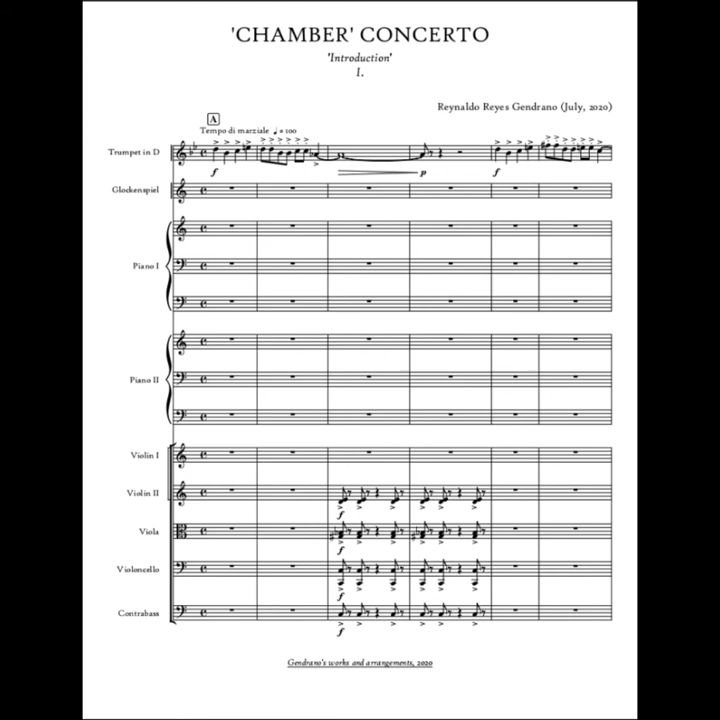 'CHAMBER' CONCERTO
'Introduction'
I.
Reynaldo Reyes Gendrano (July, 2020)
A
Tempo di marziale ♩ = 100
Trumpet in D
f
p
f
Glockenspiel
Piano I
Piano II
Violin I
Violin II
f
Viola
f
Violoncello
f
Contrabass
f
Gendrano's works and arrangements, 2020